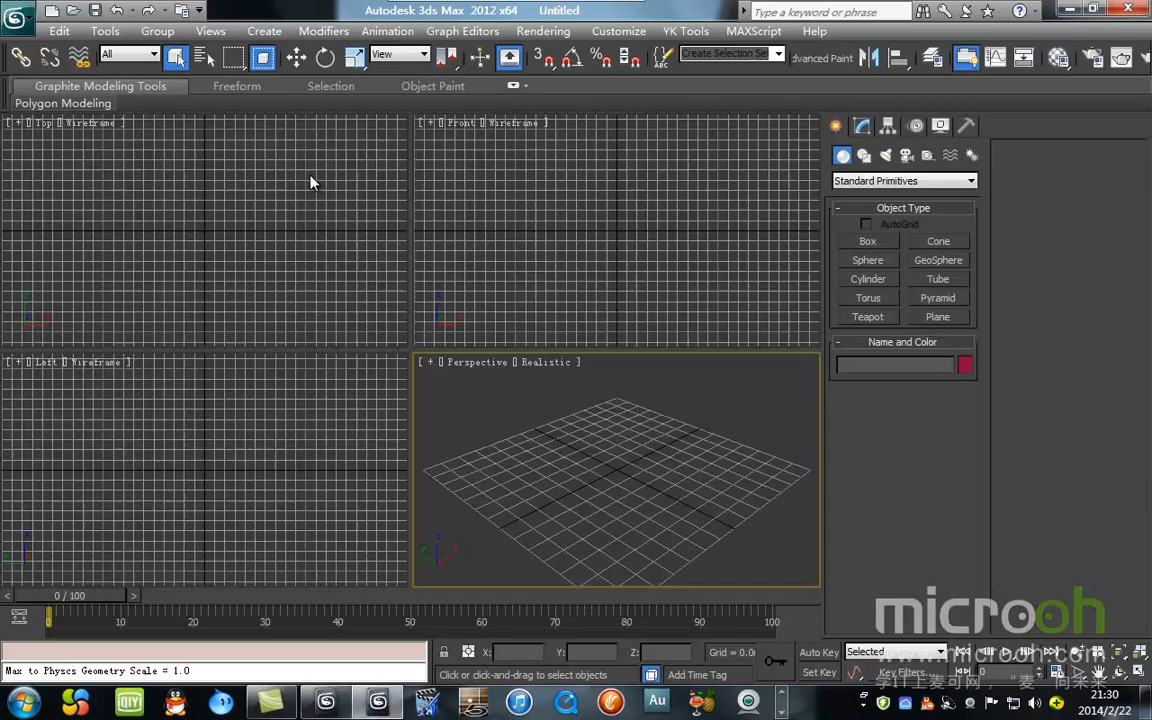 Autodesk 3ds Max 2012 x64 Untitled
Type a keyword or phrase
Edit Tools Group Views Create Modifiers Animation Graph Editors Rendering Customize YK Tools MAXScript Help
All View Create Selection Se dvanced Paint
Graphite Modeling Tools Freeform Selection Object Paint
Polygon Modeling
[ + [] Top [] Wireframe ]
[ + [] Front [] Wireframe ]
Standard Primitives
- Object Type
AutoGrid
Box Cone
Sphere GeoSphere
Cylinder Tube
Torus Pyramid
Teapot Plane
- Name and Color
[ + [] Left [] Wireframe ]
[ + [] Perspective [] Realistic ]
< 0 / 100 >
0 10 20 30 40 50 60 70 80 90 100
microoh
www.microoh.com
X: Y: Z: Grid = 0.0 Auto Key Selected
Max to Physcs Geometry Scale = 1.0
Click or click-and-drag to select objects Add Time Tag Set Key Key Filters... 0
QIY Au
21:30
2014/2/22